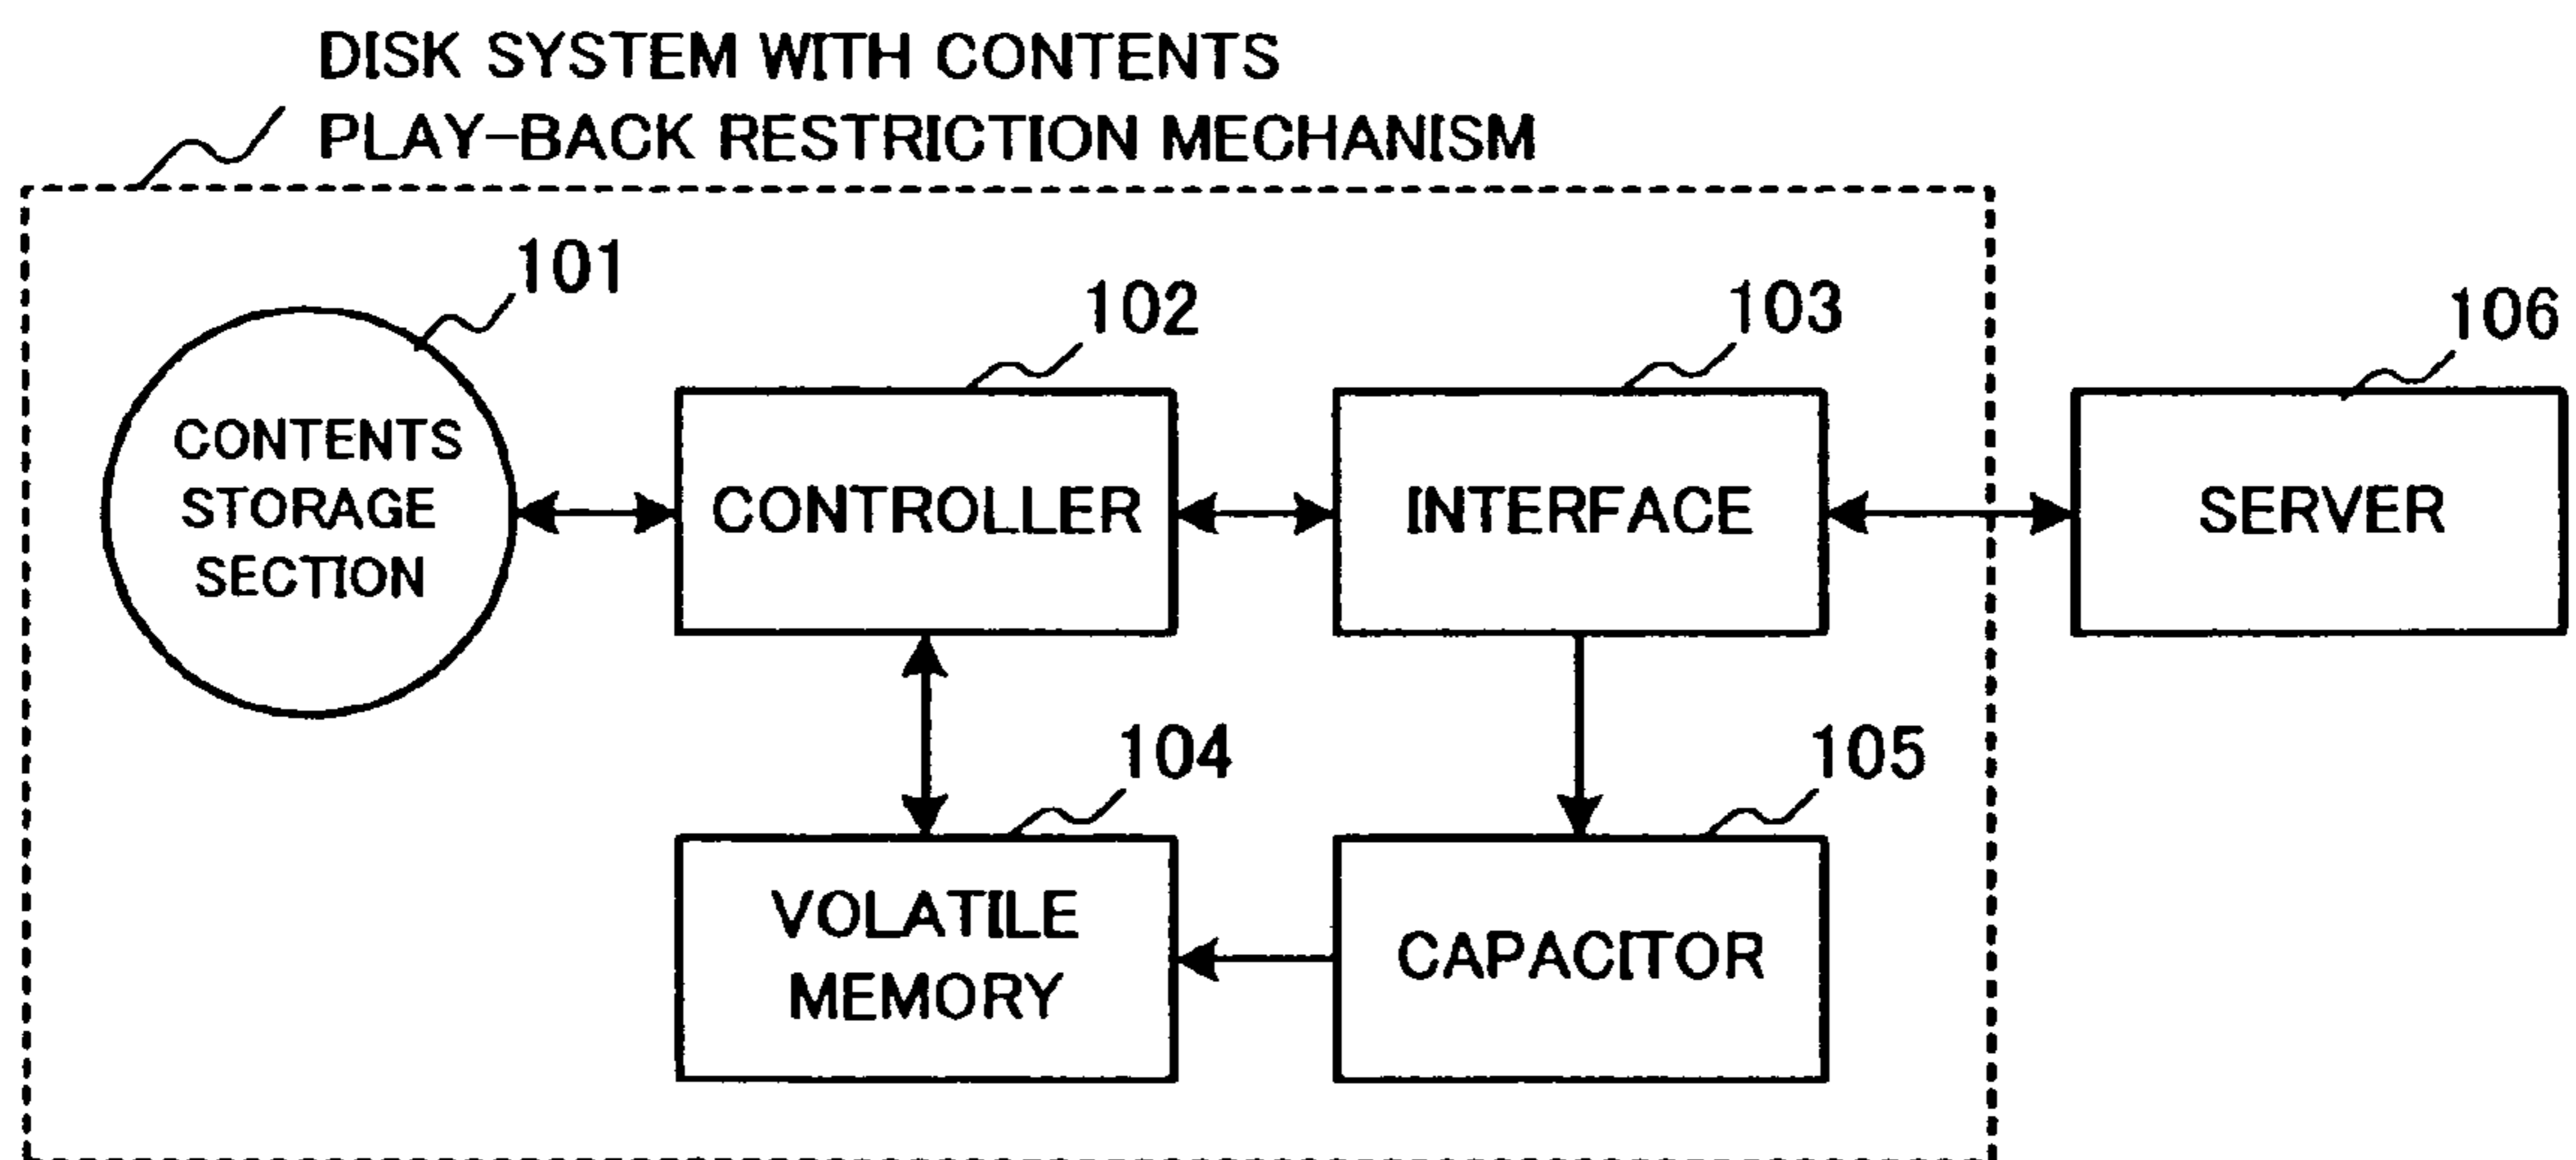 DISK SYSTEM WITH CONTENTS
PLAY-BACK RESTRICTION MECHANISM
101
102
103
106
CONTENTS
STORAGE
SECTION
CONTROLLER
INTERFACE
SERVER
104
105
VOLATILE
MEMORY
CAPACITOR